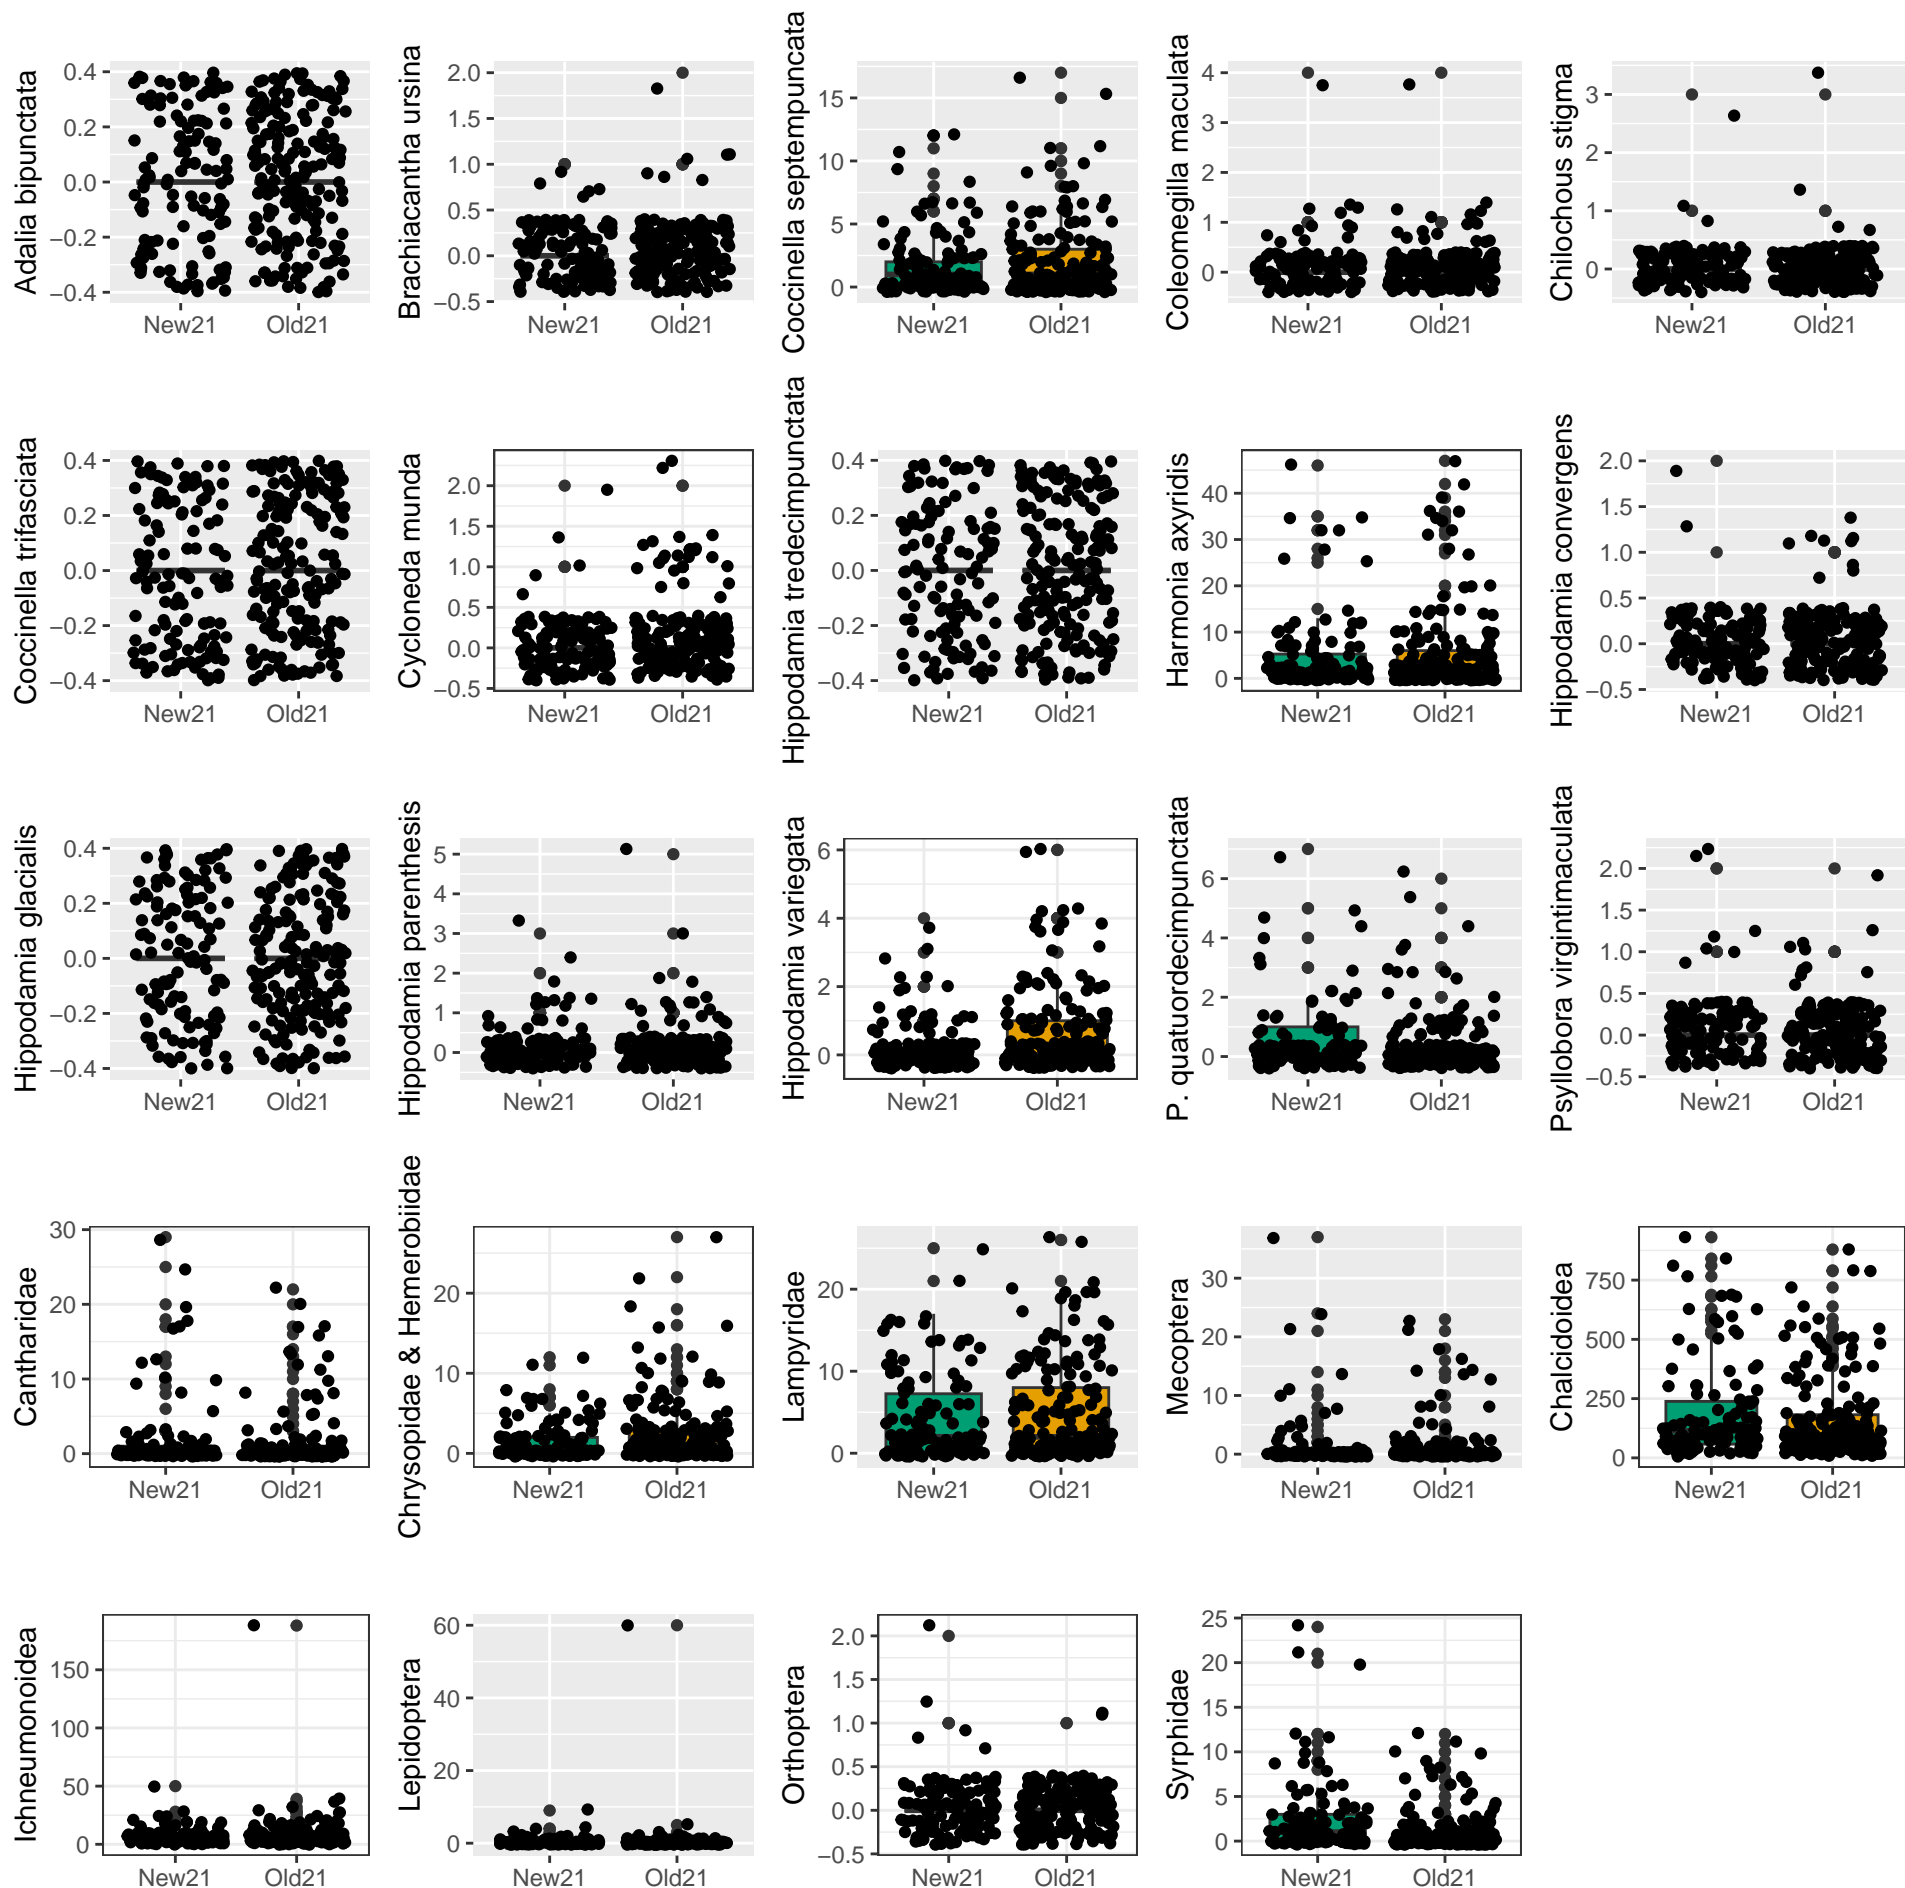 Adalia bipunctata
0.4
0.2
0.0
−0.2
−0.4
New21 Old21
Brachiacantha ursina
2.0
1.5
1.0
0.5
0.0
−0.5
New21 Old21
Coccinella septempuncata
15
10
5
0
New21 Old21
Coleomegilla maculata
4
3
2
1
0
New21 Old21
Chilochous stigma
3
2
1
0
New21 Old21
Coccinella trifasciata
0.4
0.2
0.0
−0.2
−0.4
New21 Old21
Cycloneda munda
2.0
1.5
1.0
0.5
0.0
−0.5
New21 Old21
Hippodamia tredecimpunctata
0.4
0.2
0.0
−0.2
−0.4
New21 Old21
Harmonia axyridis
40
30
20
10
0
New21 Old21
Hippodamia convergens
2.0
1.5
1.0
0.5
0.0
−0.5
New21 Old21
Hippodamia glacialis
0.4
0.2
0.0
−0.2
−0.4
New21 Old21
Hippodamia parenthesis
5
4
3
2
1
0
New21 Old21
Hippodamia variegata
6
4
2
0
New21 Old21
P. quatuordecimpunctata
6
4
2
0
New21 Old21
Psyllobora virgintimaculata
2.0
1.5
1.0
0.5
0.0
−0.5
New21 Old21
Cantharidae
30
20
10
0
New21 Old21
Chrysopidae & Hemerobiidae
20
10
0
New21 Old21
Lampyridae
20
10
0
New21 Old21
Mecoptera
30
20
10
0
New21 Old21
Chalcidoidea
750
500
250
0
New21 Old21
Ichneumonoidea
150
100
50
0
New21 Old21
Lepidoptera
60
40
20
0
New21 Old21
Orthoptera
2.0
1.5
1.0
0.5
0.0
−0.5
New21 Old21
Syrphidae
25
20
15
10
5
0
New21 Old21